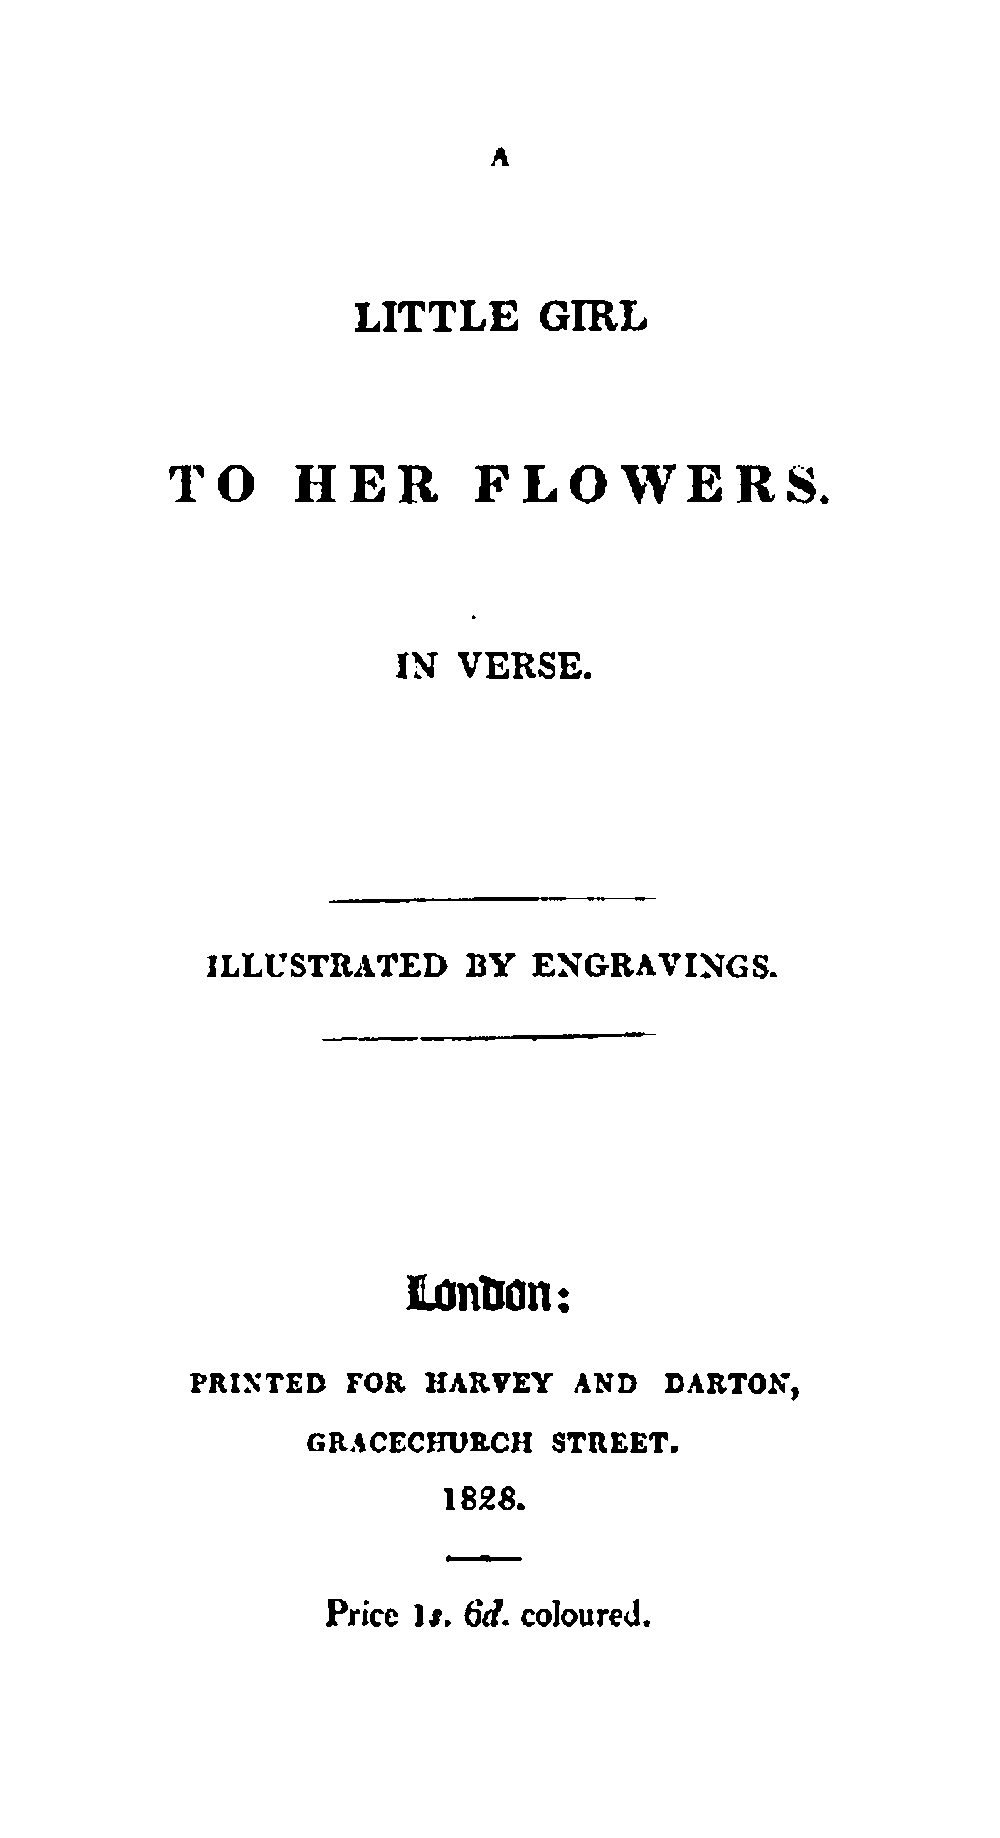 A
LITTLE GIRL
TO HER FLOWERS.
IN VERSE.
ILLUSTRATED BY ENGRAVINGS.
London:
PRINTED FOR HARVEY AND DARTON,
GRACECHURCH STREET.
1828.
Price 1s. 6d. coloured.